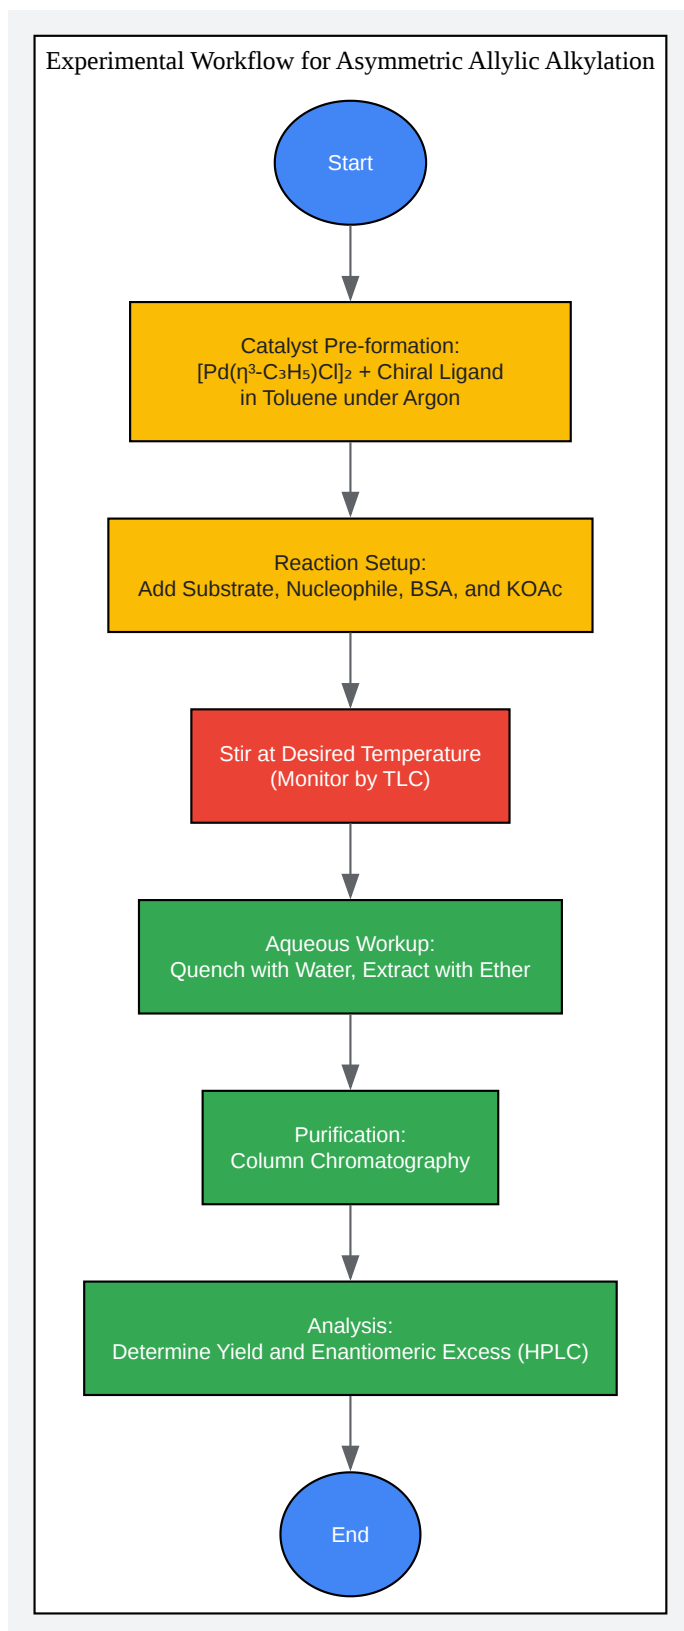 Experimental Workflow for Asymmetric Allylic Alkylation
Start
Catalyst Pre-formation:
[Pd(η³-C₃H₅)Cl]₂ + Chiral Ligand
in Toluene under Argon
Reaction Setup:
Add Substrate, Nucleophile, BSA, and KOAc
Stir at Desired Temperature
(Monitor by TLC)
Aqueous Workup:
Quench with Water, Extract with Ether
Purification:
Column Chromatography
Analysis:
Determine Yield and Enantiomeric Excess (HPLC)
End